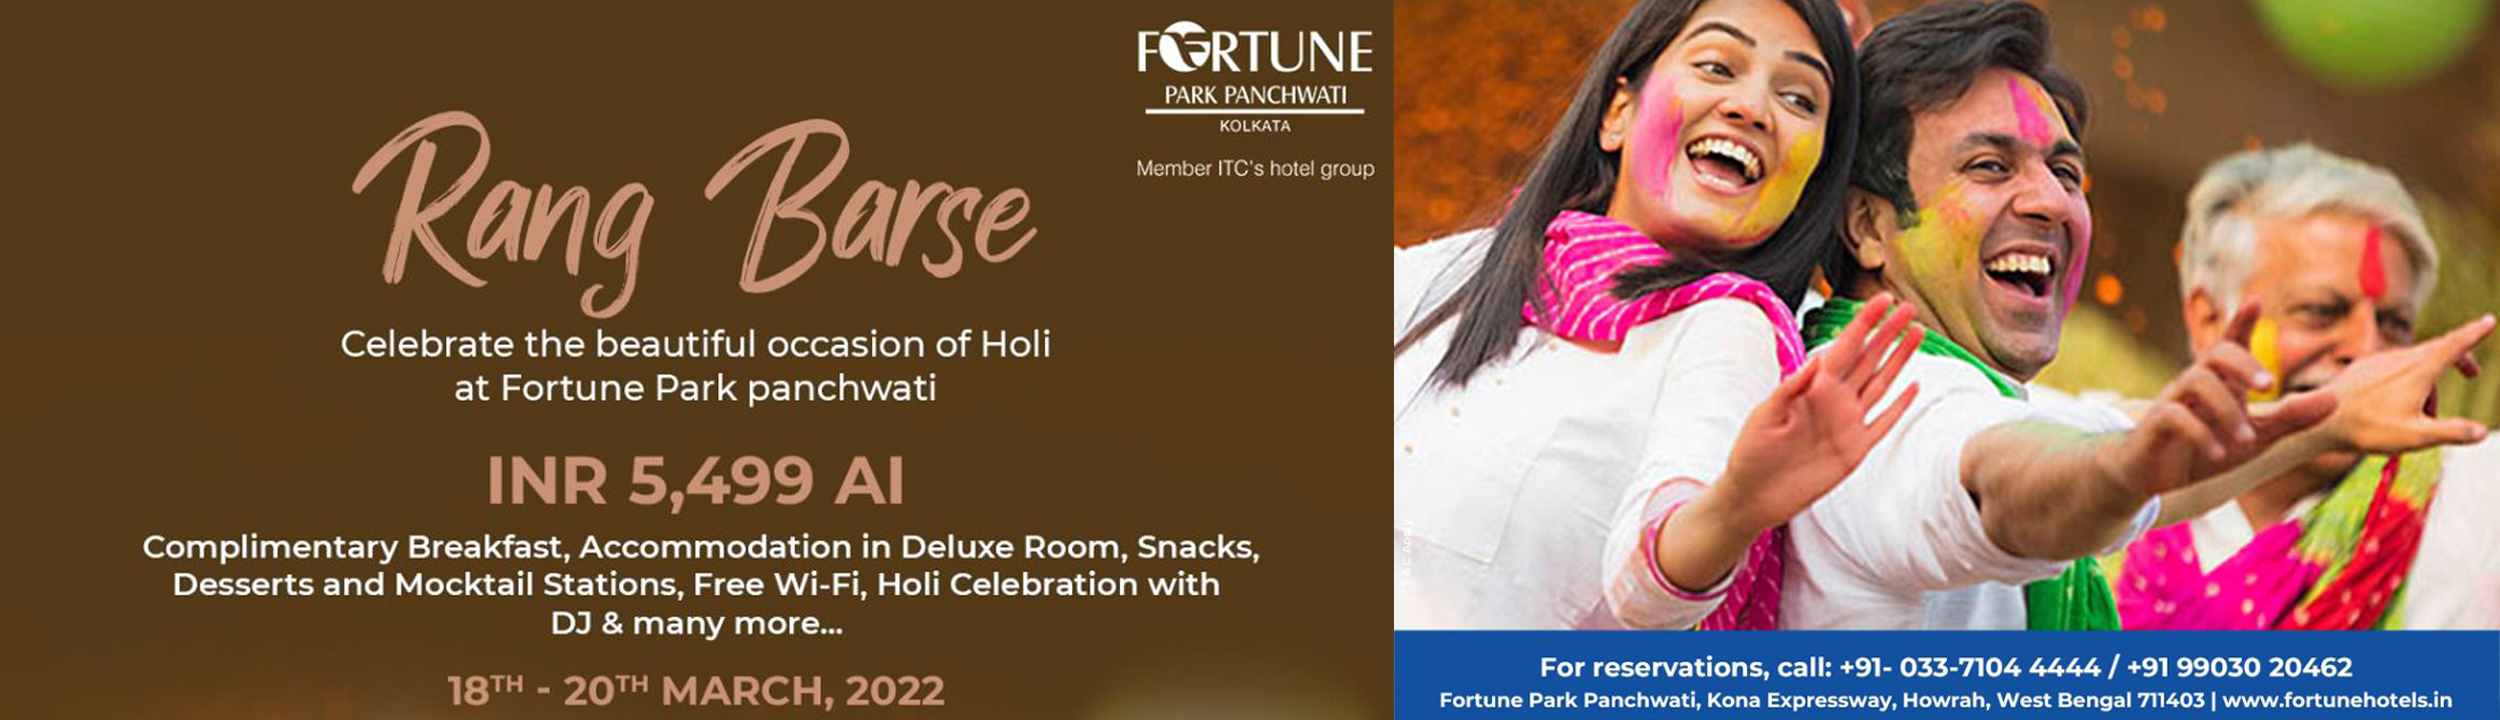 FORTUNE
PARK PANCHWATI
KOLKATA
Member ITC's hotel group
Rang Barse
Celebrate the beautiful occasion of Holi
at Fortune Park panchwati
INR 5,499 AI
Complimentary Breakfast, Accommodation in Deluxe Room, Snacks,
Desserts and Mocktail Stations, Free Wi-Fi, Holi Celebration with
DJ & many more...
18TH - 20TH MARCH, 2022
For reservations, call: +91- 033-7104 4444 / +91 99030 20462
Fortune Park Panchwati, Kona Expressway, Howrah, West Bengal 711403 | www.fortunehotels.in